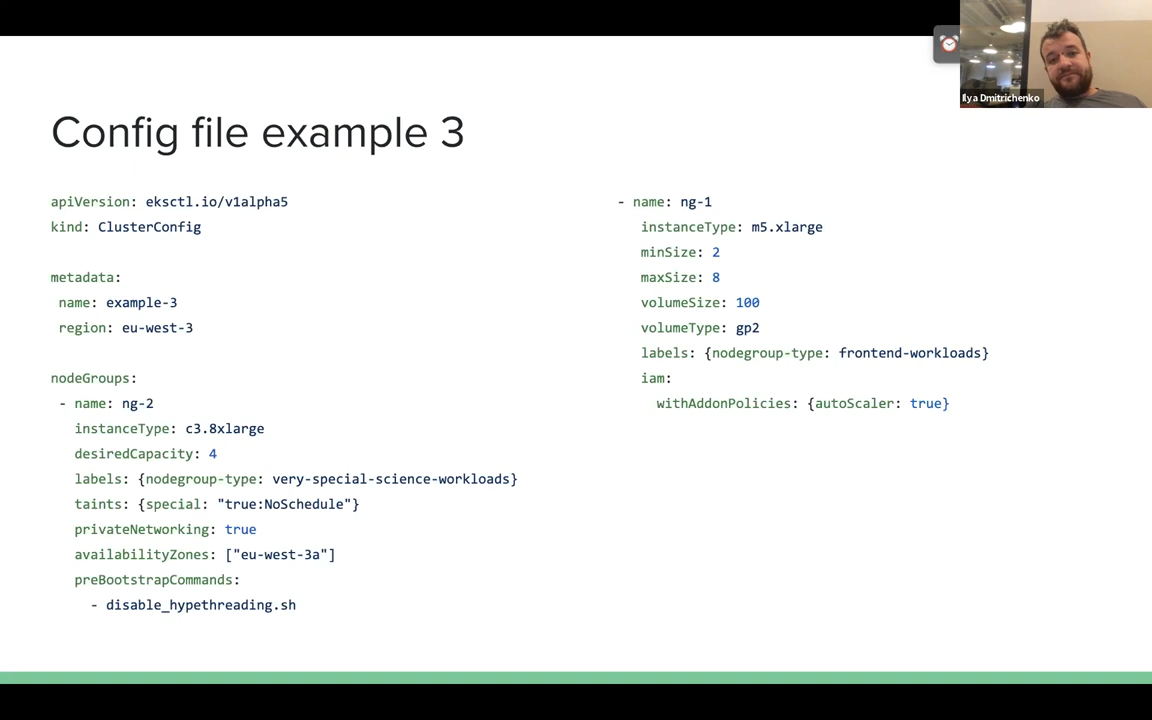 Ilya Dmitrichenko
Config file example 3
apiVersion: eksctl.io/v1alpha5
kind: ClusterConfig
metadata:
name: example-3
region: eu-west-3
nodeGroups:
- name: ng-2
instanceType: c3.8xlarge
desiredCapacity: 4
labels: {nodegroup-type: very-special-science-workloads}
taints: {special: "true:NoSchedule"}
privateNetworking: true
availabilityZones: ["eu-west-3a"]
preBootstrapCommands:
- disable_hypethreading.sh
- name: ng-1
instanceType: m5.xlarge
minSize: 2
maxSize: 8
volumeSize: 100
volumeType: gp2
labels: {nodegroup-type: frontend-workloads}
iam:
withAddonPolicies: {autoScaler: true}